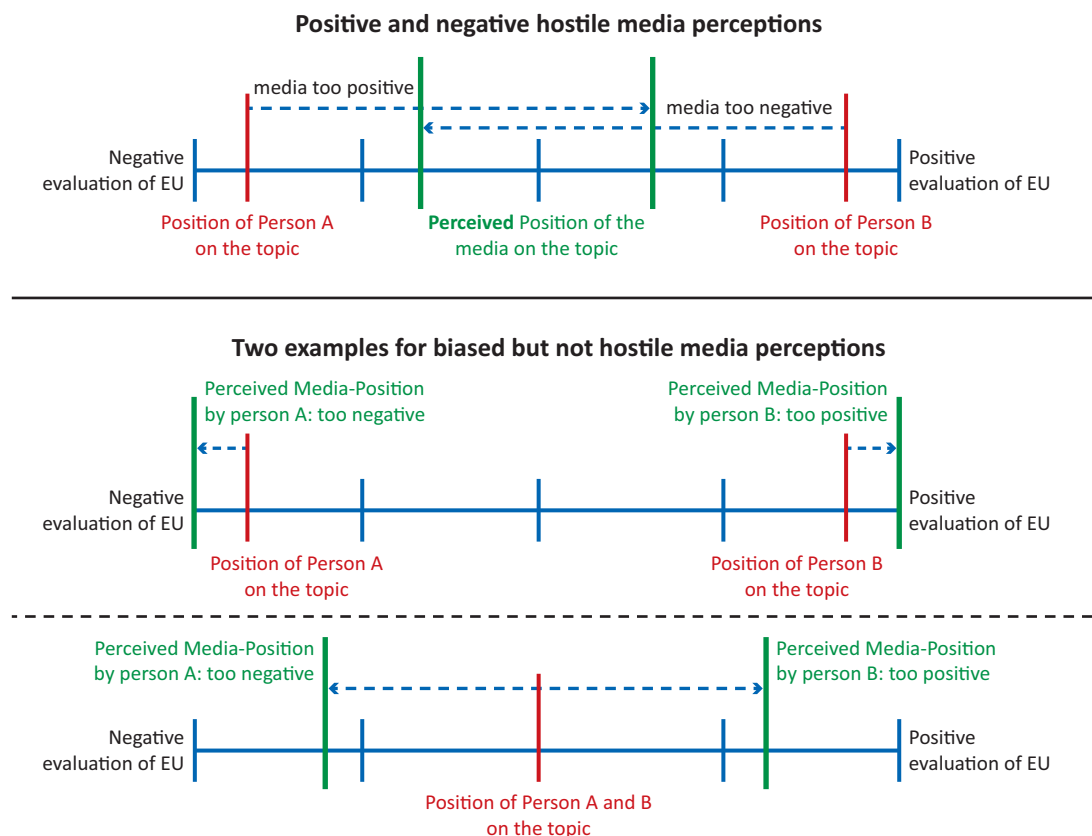 Positive and negative hostile media perceptions
media too positive
media too negative
Negative
evaluation of EU
Positive
evaluation of EU
Position of Person A
on the topic
Perceived Position of the
media on the topic
Position of Person B
on the topic
Two examples for biased but not hostile media perceptions
Perceived Media-Position
by person A: too negative
Perceived Media-Position
by person B: too positive
Negative
evaluation of EU
Positive
evaluation of EU
Position of Person A
on the topic
Position of Person B
on the topic
Perceived Media-Position
by person A: too negative
Perceived Media-Position
by person B: too positive
Negative
evaluation of EU
Positive
evaluation of EU
Position of Person A and B
on the topic